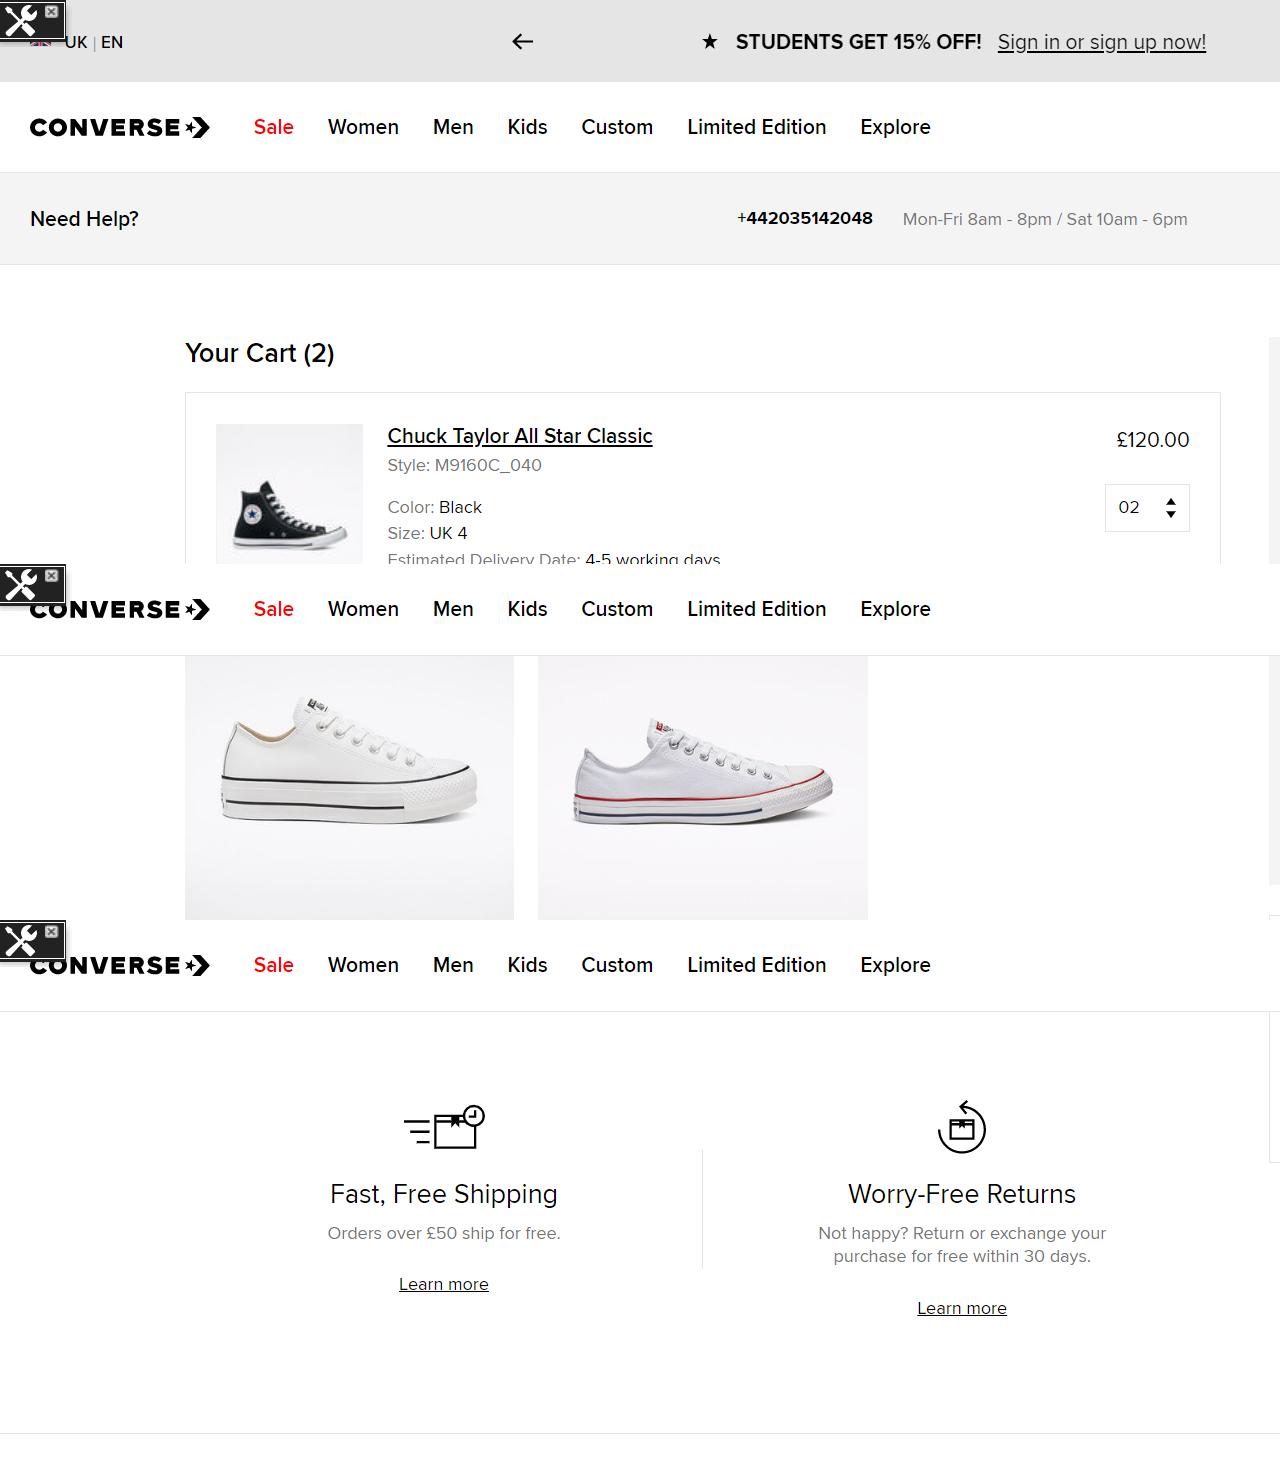 UK | EN
★ STUDENTS GET 15% OFF! Sign in or sign up now!
CONVERSE Sale Women Men Kids Custom Limited Edition Explore
Need Help? +442035142048 Mon-Fri 8am - 8pm / Sat 10am - 6pm
Your Cart (2)
Chuck Taylor All Star Classic £120.00
Style: M9160C_040
Color: Black 02
Size: UK 4
Estimated Delivery Date: 4-5 working days
CONVERSE Sale Women Men Kids Custom Limited Edition Explore
CONVERSE Sale Women Men Kids Custom Limited Edition Explore
Fast, Free Shipping
Orders over £50 ship for free.
Learn more
Worry-Free Returns
Not happy? Return or exchange your
purchase for free within 30 days.
Learn more